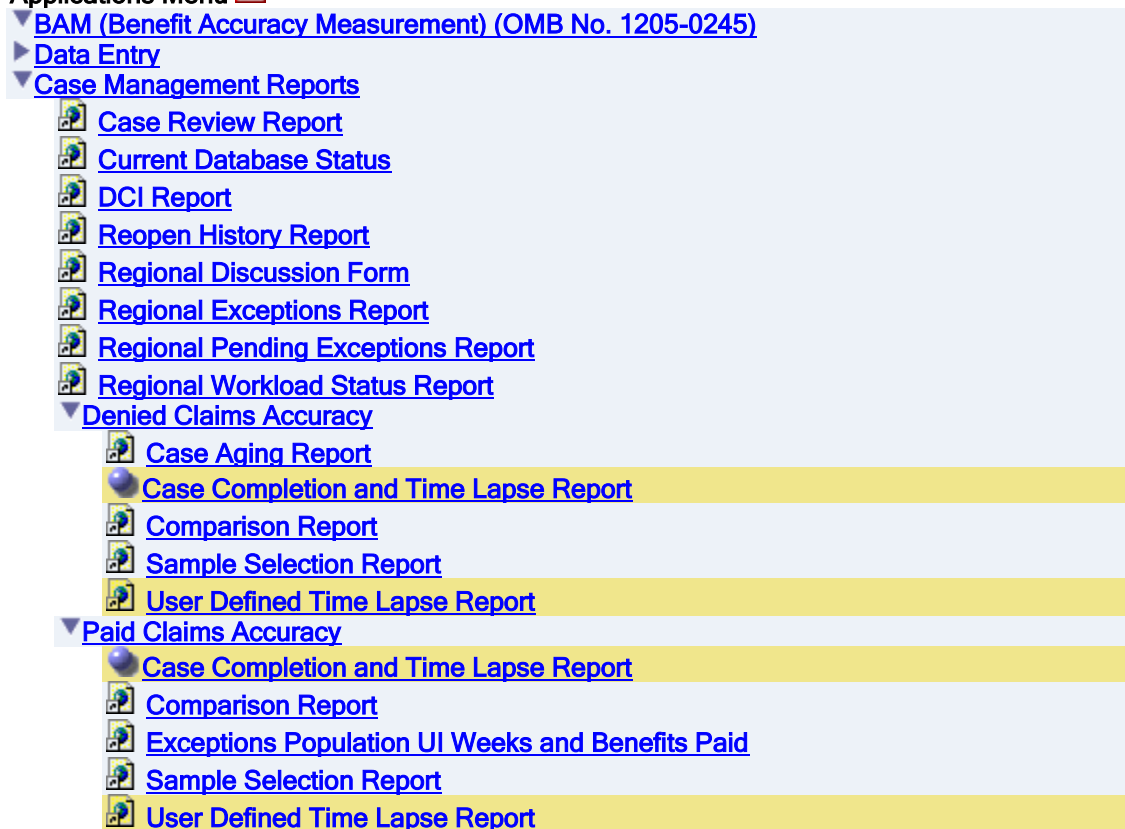 Applications Menu
BAM (Benefit Accuracy Measurement) (OMB No. 1205-0245)
Data Entry
Case Management Reports
Case Review Report
Current Database Status
DCI Report
Reopen History Report
Regional Discussion Form
Regional Exceptions Report
Regional Pending Exceptions Report
Regional Workload Status Report
Denied Claims Accuracy
Case Aging Report
Case Completion and Time Lapse Report
Comparison Report
Sample Selection Report
User Defined Time Lapse Report
Paid Claims Accuracy
Case Completion and Time Lapse Report
Comparison Report
Exceptions Population UI Weeks and Benefits Paid
Sample Selection Report
User Defined Time Lapse Report